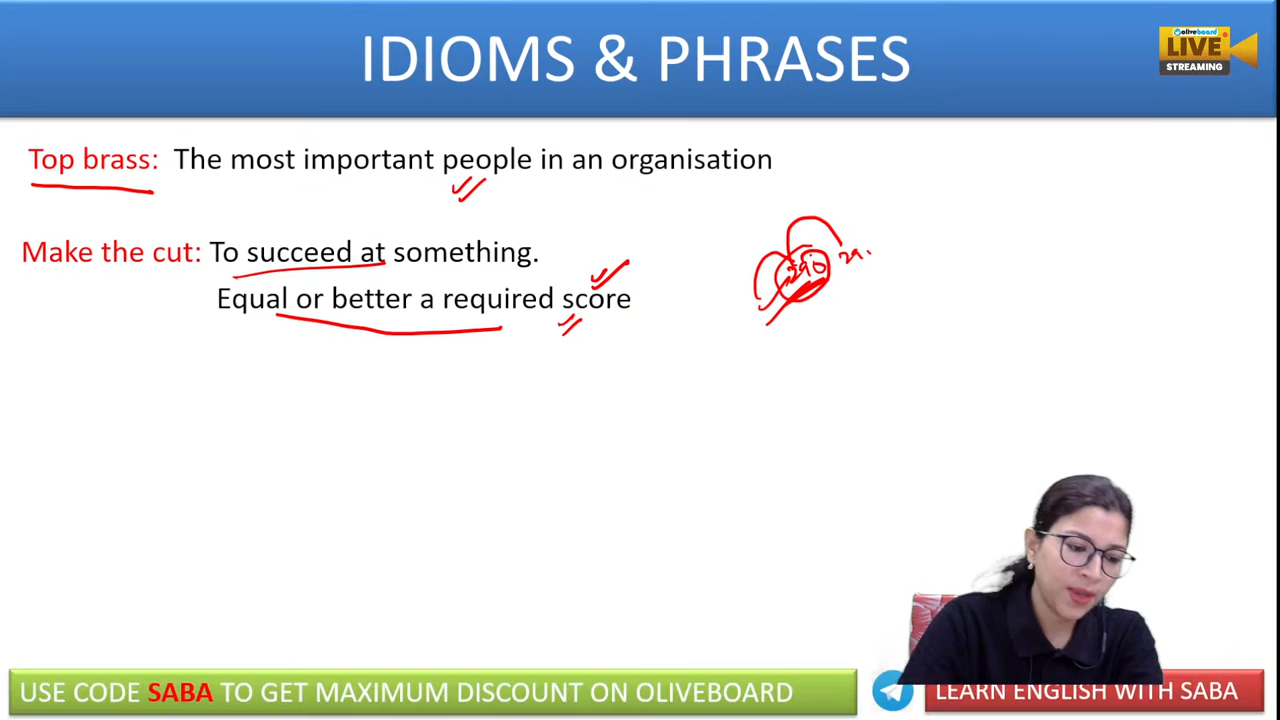 IDIOMS & PHRASES
oliveboard
LIVE
STREAMING
Top brass: The most important people in an organisation
Make the cut: To succeed at something.
Equal or better a required score
USE CODE SABA TO GET MAXIMUM DISCOUNT ON OLIVEBOARD
LEARN ENGLISH WITH SABA